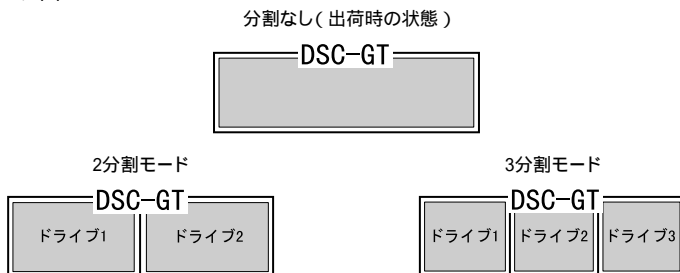 分割なし(出荷時の状態)
DSC-GT
2分割モード
DSC-GT
ドライブ1 ドライブ2
3分割モード
DSC-GT
ドライブ1 ドライブ2 ドライブ3